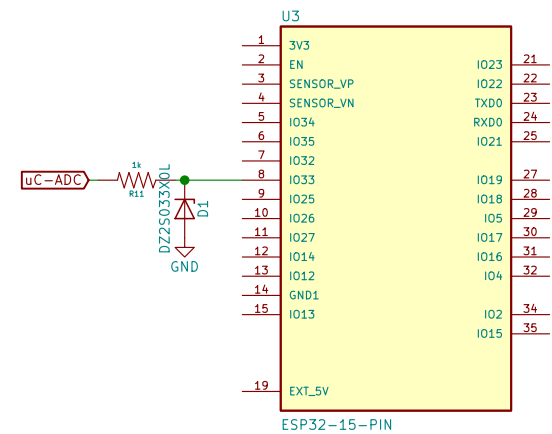 U3
1 3V3
2 EN
3 SENSOR_VP
4 SENSOR_VN
5 IO34
6 IO35
7 IO32
8 IO33
9 IO25
10 IO26
11 IO27
12 IO14
13 IO12
14 GND1
15 IO13
19 EXT_5V
IO23 21
IO22 22
TXD0 23
RXD0 24
IO21 25
IO19 27
IO18 28
IO5 29
IO17 30
IO16 31
IO4 32
IO2 34
IO15 35
uC-ADC
1k
R11
DZ2S033X0L
D1
GND
ESP32-15-PIN